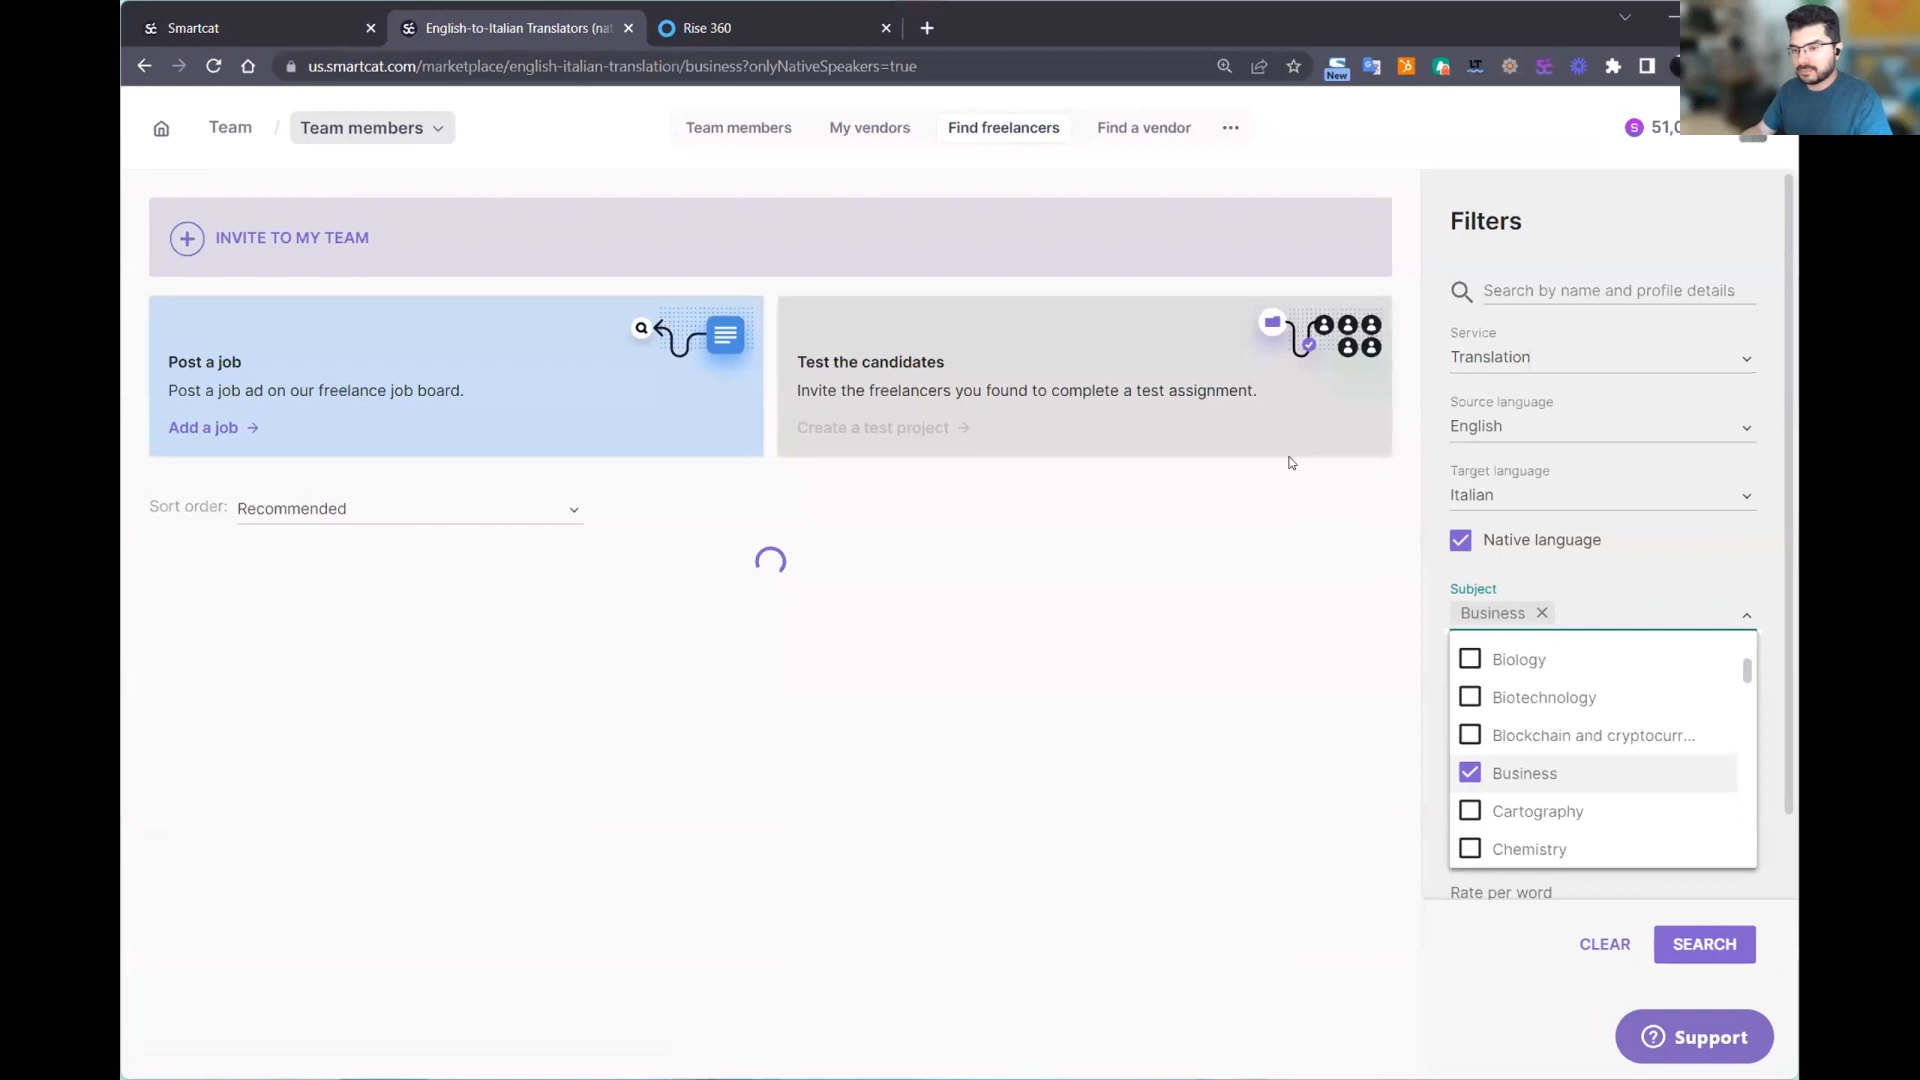 Smartcat
English-to-Italian Translators (nat
Rise 360
us.smartcat.com/marketplace/english-italian-translation/business?onlyNativeSpeakers=true
New
Team / Team members
Team members
My vendors
Find freelancers
Find a vendor
51,0
INVITE TO MY TEAM
Post a job
Post a job ad on our freelance job board.
Add a job
Test the candidates
Invite the freelancers you found to complete a test assignment.
Create a test project
Sort order: Recommended
Filters
Search by name and profile details
Service
Translation
Source language
English
Target language
Italian
Native language
Subject
Business
Biology
Biotechnology
Blockchain and cryptocurr...
Business
Cartography
Chemistry
Rate per word
CLEAR
SEARCH
Support